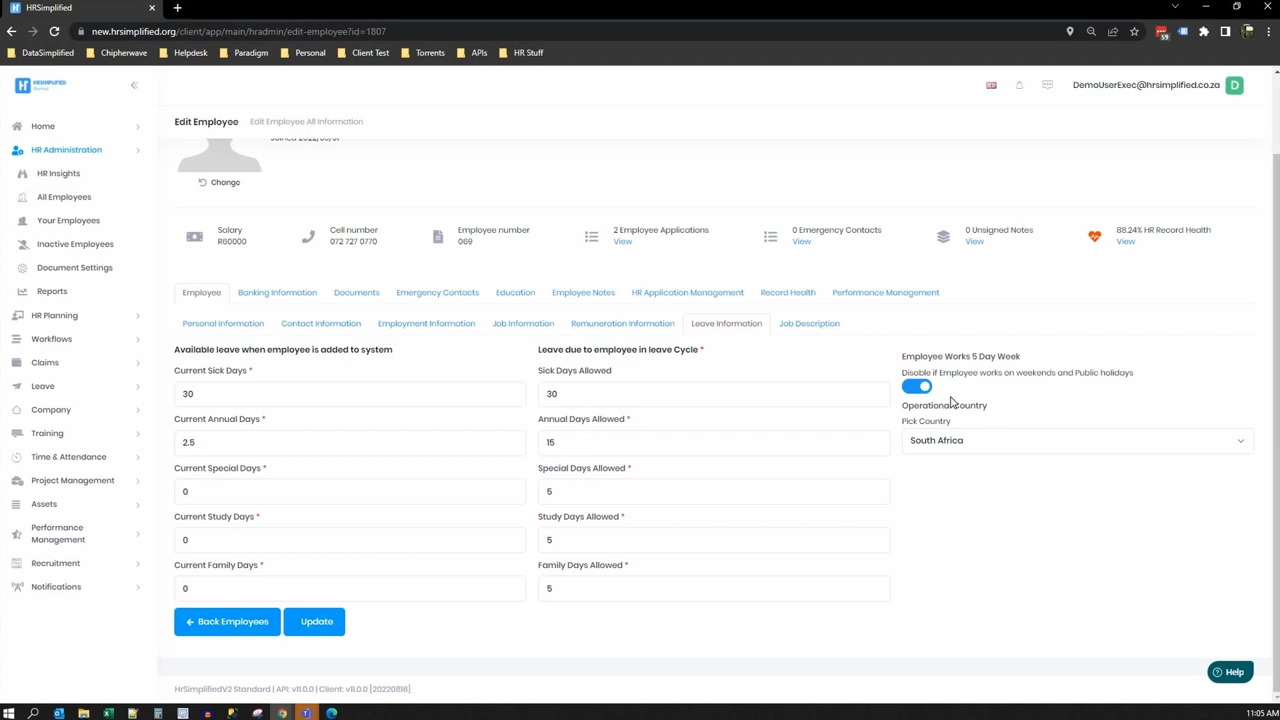 HRSimplified
new.hrsimplified.org/client/app/main/hradmin/edit-employee?id=1807
59
DataSimplified
Chipherwave
Helpdesk
Paradigm
Personal
Client Test
Torrents
APIs
HR Stuff
HRSIMPLIFIED
DemoUserExec@hrsimplified.co.za
D
Edit Employee
Edit Employee All Information
Home
HR Administration
HR Insights
All Employees
Your Employees
Inactive Employees
Document Settings
Reports
HR Planning
Workflows
Claims
Leave
Company
Training
Time & Attendance
Project Management
Assets
Performance
Management
Recruitment
Notifications
Change
Salary
R60000
Cell number
072 727 0770
Employee number
069
2 Employee Applications
View
0 Emergency Contacts
View
0 Unsigned Notes
View
88.24% HR Record Health
View
Employee
Banking Information
Documents
Emergency Contacts
Education
Employee Notes
HR Application Management
Record Health
Performance Management
Personal Information
Contact Information
Employment Information
Job Information
Remuneration Information
Leave Information
Job Description
Available leave when employee is added to system
Current Sick Days *
30
Current Annual Days *
2.5
Current Special Days *
0
Current Study Days *
0
Current Family Days *
0
Leave due to employee in leave Cycle *
Sick Days Allowed
30
Annual Days Allowed *
15
Special Days Allowed *
5
Study Days Allowed *
5
Family Days Allowed *
5
Employee Works 5 Day Week
Disable if Employee works on weekends and Public holidays
Operational Country
Pick Country
South Africa
Back Employees
Update
Help
HrSimplifiedV2 Standard | API: v11.0.0 | Client: v11.0.0 [20220816]
11:05 AM